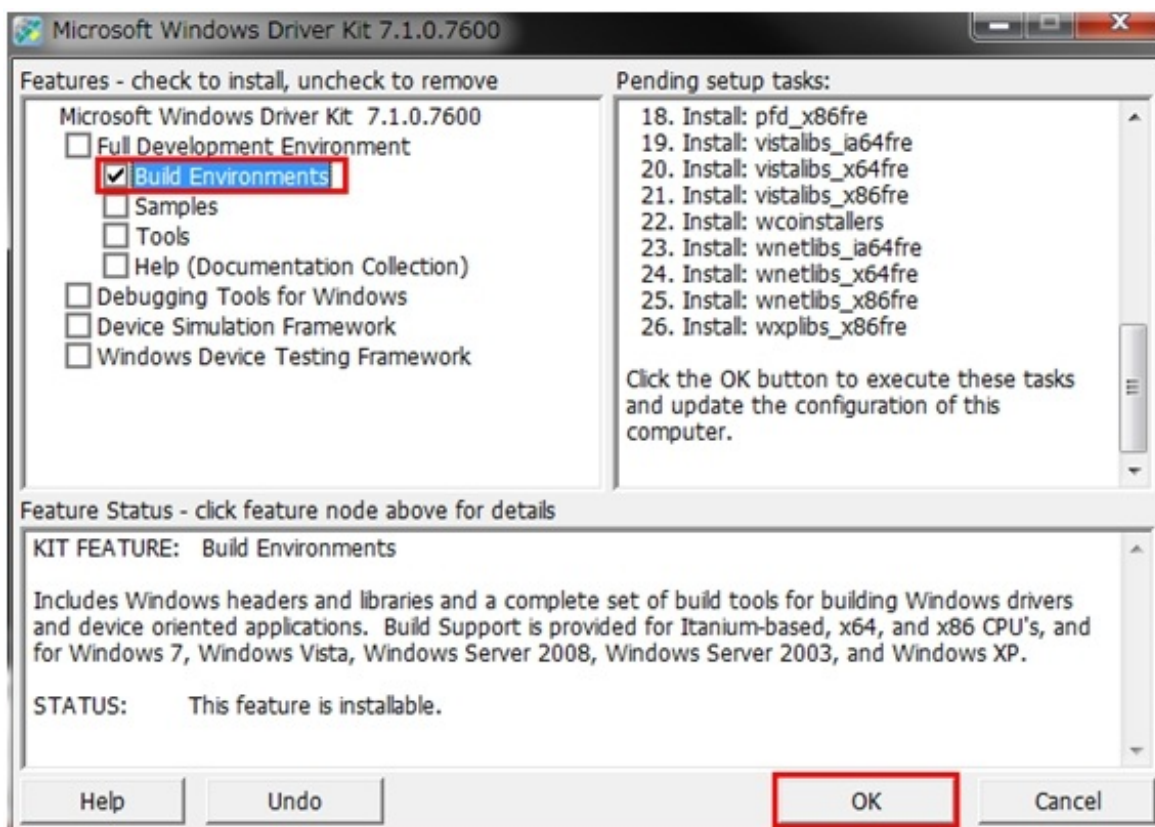 Microsoft Windows Driver Kit 7.1.0.7600
Features - check to install, uncheck to remove
Microsoft Windows Driver Kit 7.1.0.7600
Full Development Environment
Build Environments
Samples
Tools
Help (Documentation Collection)
Debugging Tools for Windows
Device Simulation Framework
Windows Device Testing Framework
Pending setup tasks:
18. Install: pfd_x86fre
19. Install: vistalibs_ia64fre
20. Install: vistalibs_x64fre
21. Install: vistalibs_x86fre
22. Install: wcoinstallers
23. Install: wnetlibs_ia64fre
24. Install: wnetlibs_x64fre
25. Install: wnetlibs_x86fre
26. Install: wxplibs_x86fre
Click the OK button to execute these tasks
and update the configuration of this
computer.
Feature Status - click feature node above for details
KIT FEATURE: Build Environments
Includes Windows headers and libraries and a complete set of build tools for building Windows drivers
and device oriented applications. Build Support is provided for Itanium-based, x64, and x86 CPU's, and
for Windows 7, Windows Vista, Windows Server 2008, Windows Server 2003, and Windows XP.
STATUS: This feature is installable.
Help
Undo
OK
Cancel